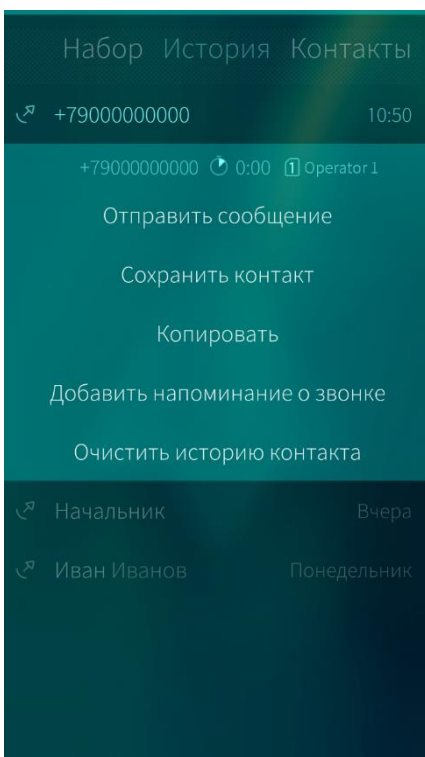 Набор История Контакты
+79000000000 10:50
+79000000000 0:00 1 Operator 1
Отправить сообщение
Сохранить контакт
Копировать
Добавить напоминание о звонке
Очистить историю контакта
Начальник Вчера
Иван Иванов Понедельник